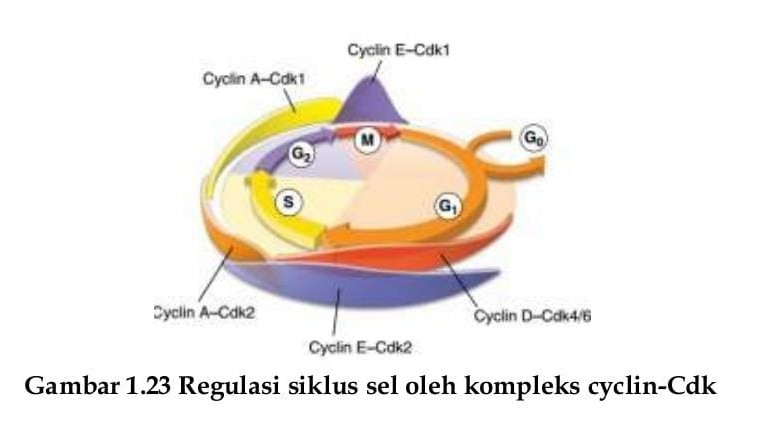 Cyclin E–Cdk1
Cyclin A–Cdk1
G0
M
G2
S
G1
Cyclin A–Cdk2
Cyclin D–Cdk4/6
Cyclin E–Cdk2
Gambar 1.23 Regulasi siklus sel oleh kompleks cyclin-Cdk